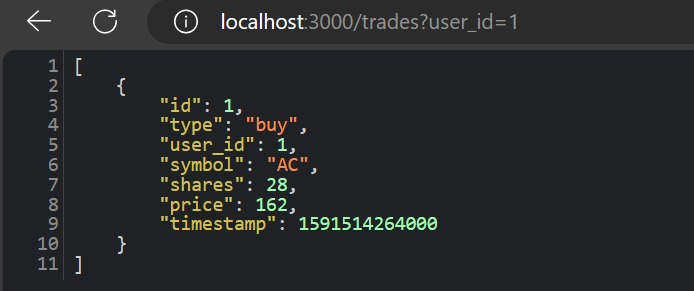 localhost:3000/trades?user_id=1
1 [
2     {
3         "id": 1,
4         "type": "buy",
5         "user_id": 1,
6         "symbol": "AC",
7         "shares": 28,
8         "price": 162,
9         "timestamp": 1591514264000
10     }
11 ]